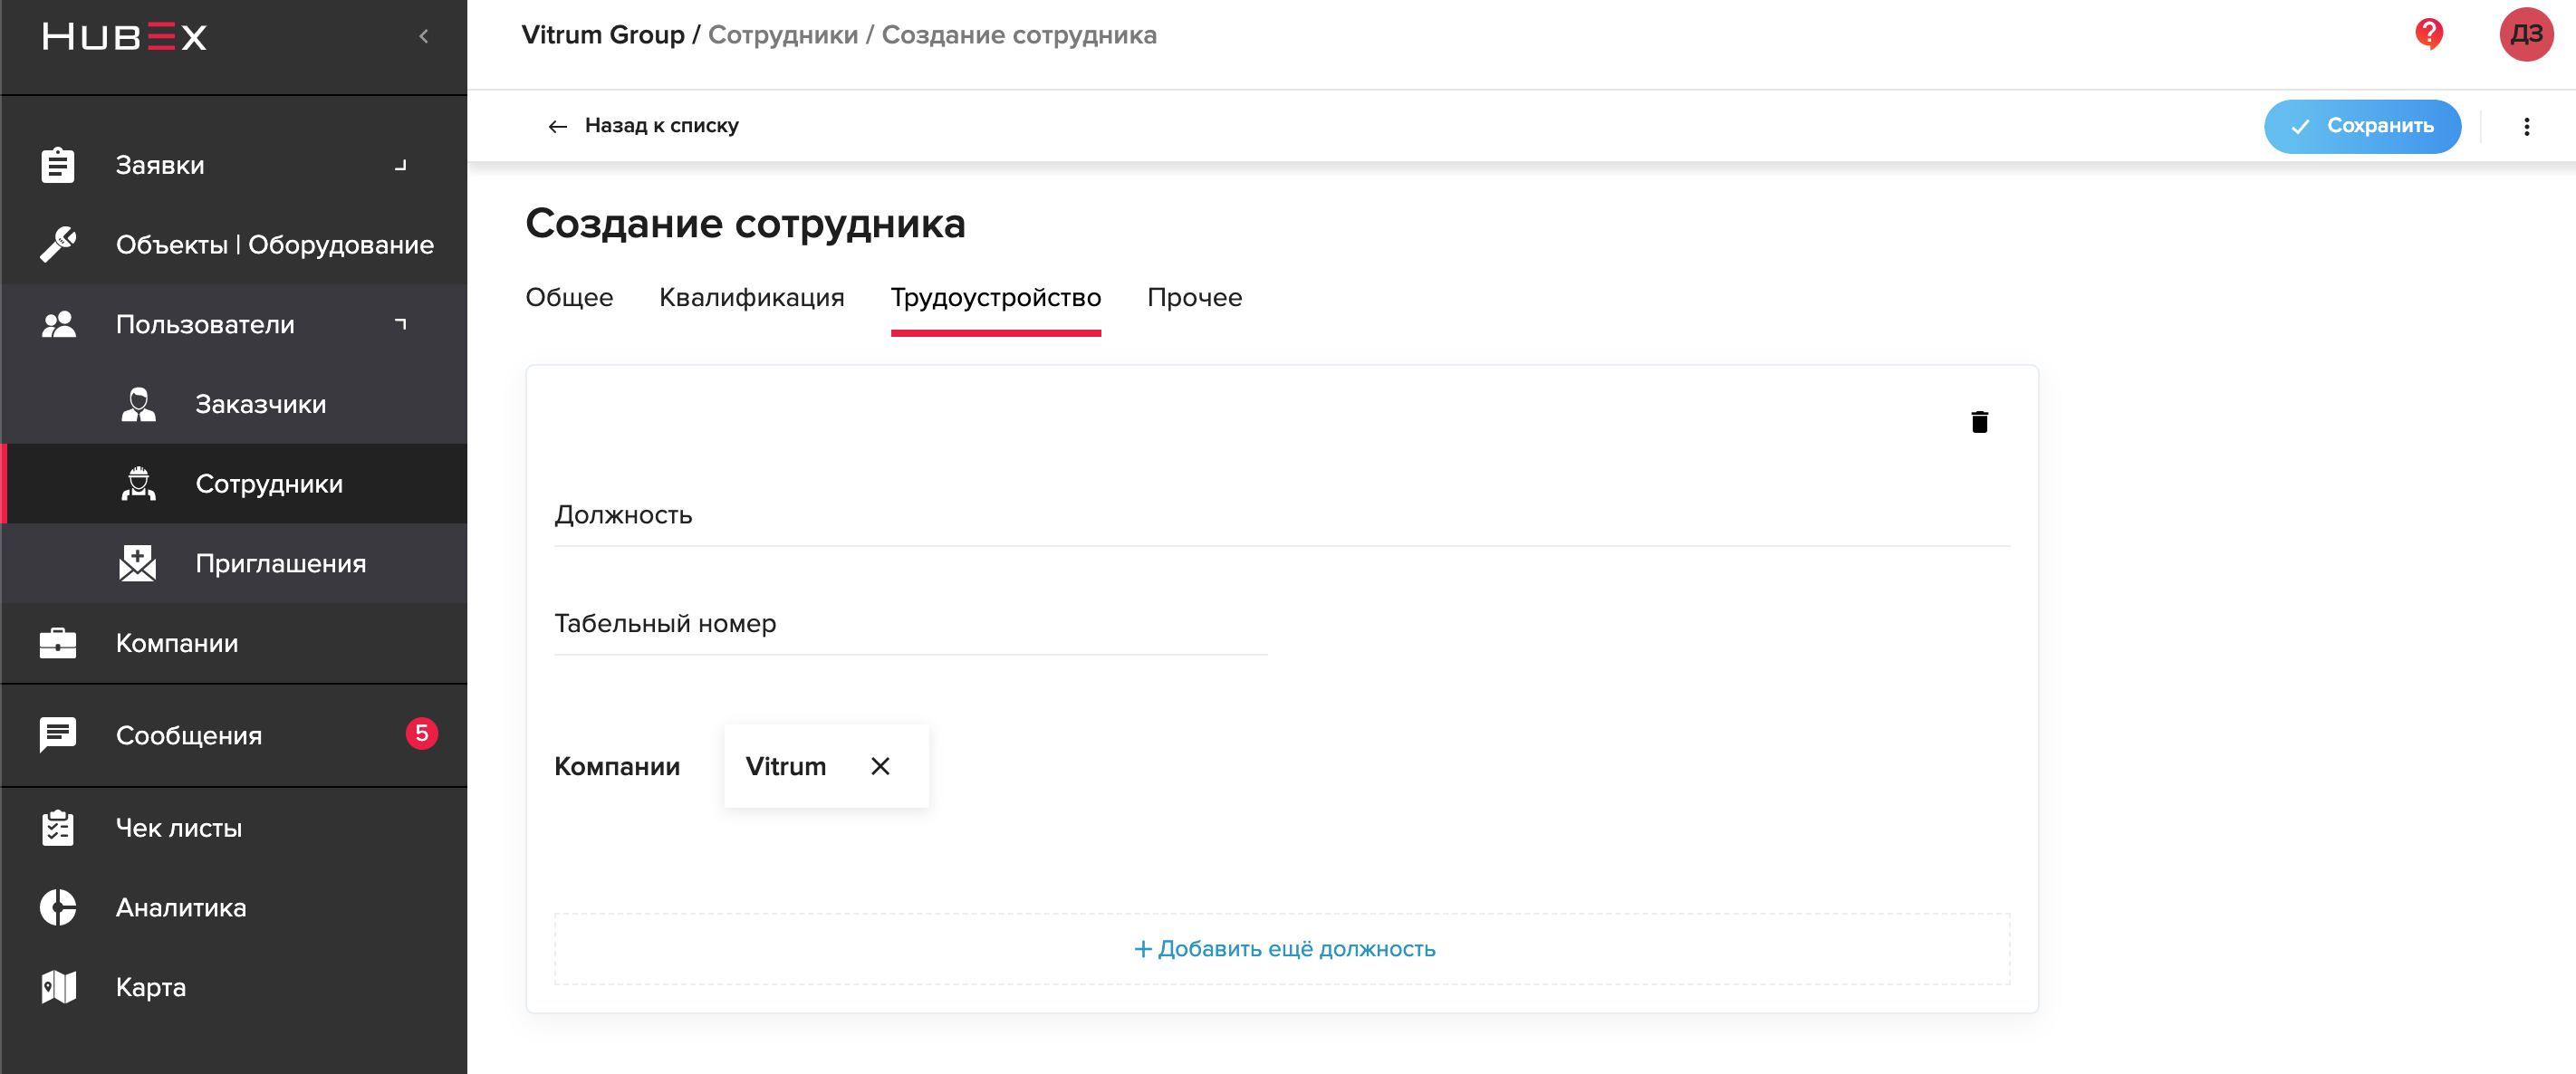 HUBEX
Заявки
Объекты | Оборудование
Пользователи
Заказчики
Сотрудники
Приглашения
Компании
Сообщения 5
Чек листы
Аналитика
Карта
Vitrum Group / Сотрудники / Создание сотрудника
? ДЗ
Назад к списку
Сохранить
Создание сотрудника
Общее Квалификация Трудоустройство Прочее
Должность
Табельный номер
Компании Vitrum
+ Добавить ещё должность